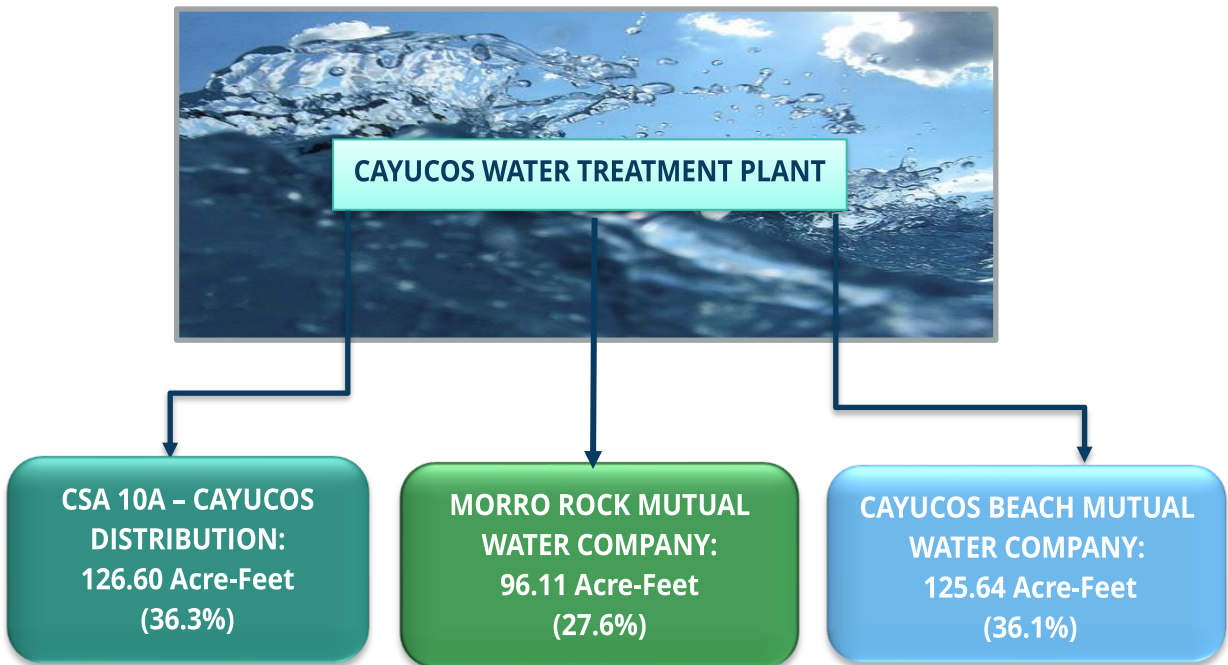 CAYUCOS WATER TREATMENT PLANT
CSA 10A – CAYUCOS
DISTRIBUTION:
126.60 Acre-Feet
(36.3%)
MORRO ROCK MUTUAL
WATER COMPANY:
96.11 Acre-Feet
(27.6%)
CAYUCOS BEACH MUTUAL
WATER COMPANY:
125.64 Acre-Feet
(36.1%)